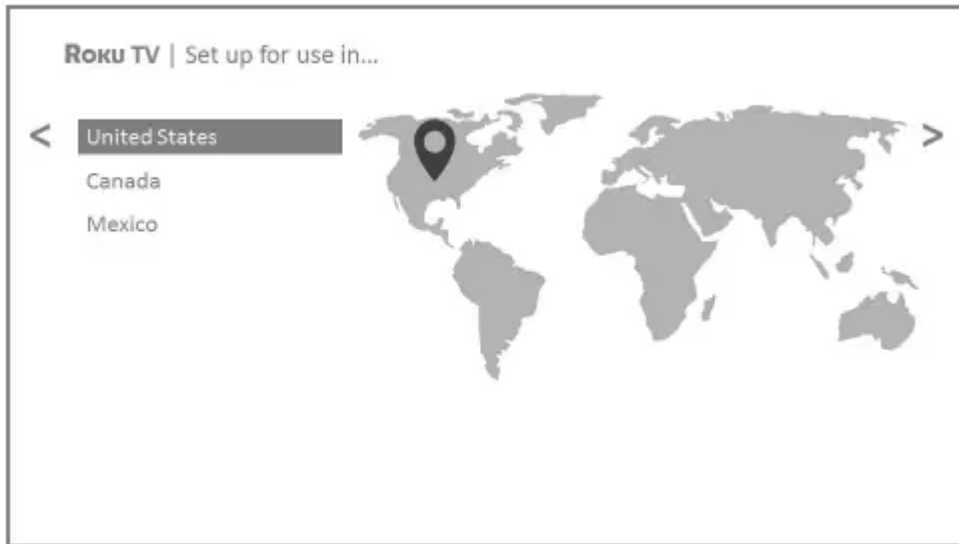 Roku TV | Set up for use in...
< United States >
Canada
Mexico